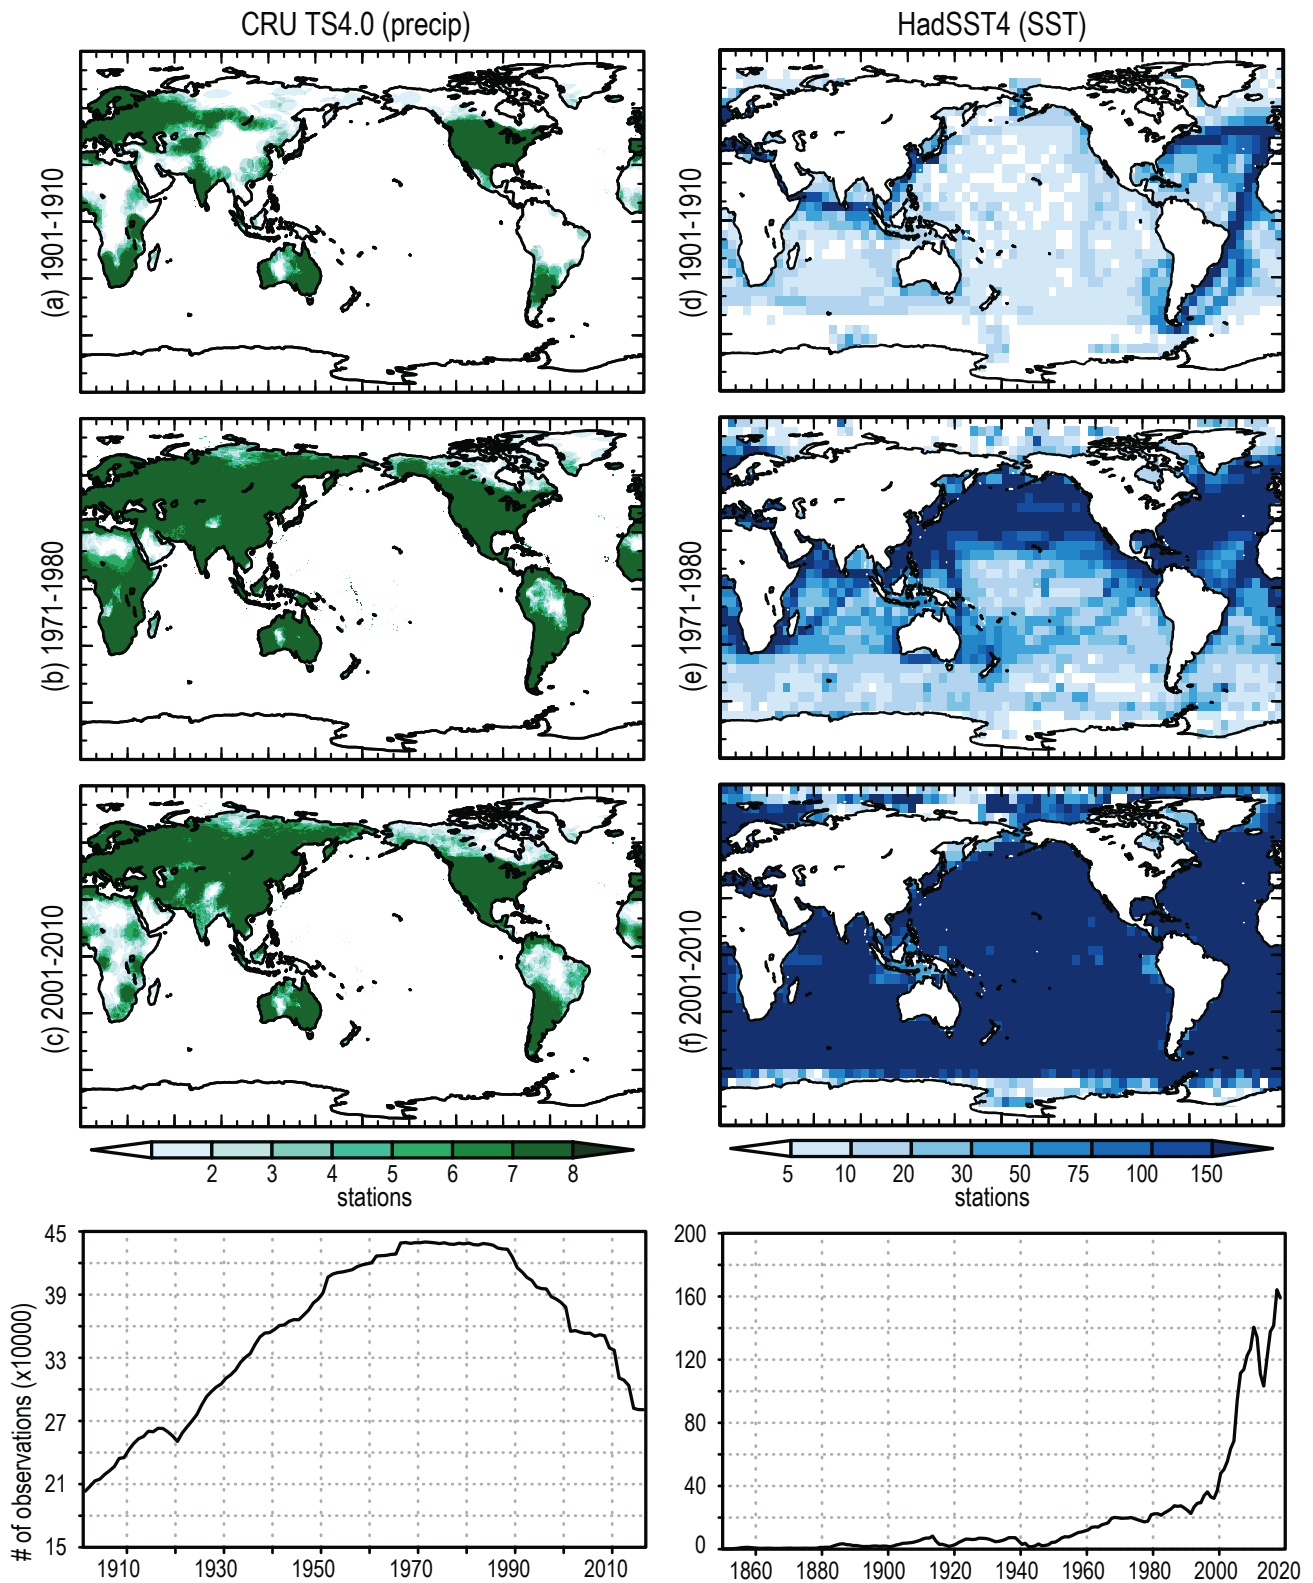 CRU TS4.0 (precip)
HadSST4 (SST)
(a) 1901-1910
(d) 1901-1910
(b) 1971-1980
(e) 1971-1980
(c) 2001-2010
(f) 2001-2010
2 3 4 5 6 7 8
stations
5 10 20 30 50 75 100 150
stations
# of observations (x10000)
45
39
33
27
21
15
1910 1930 1950 1970 1990 2010
200
160
120
80
40
0
1860 1880 1900 1920 1940 1960 1980 2000 2020